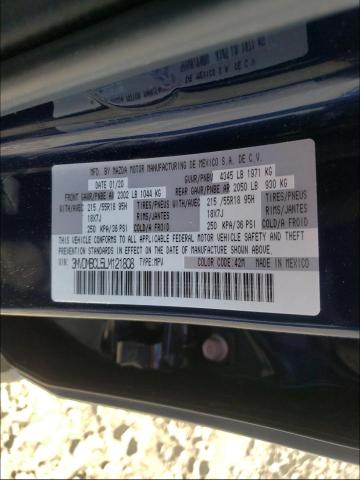 MFD BY MAZDA MOTOR MANUFACTURING DE MEXICO S.A. DE C.V.
DATE 01/20 GVWR/PNBV 4345 LB 1971 KG
FRONT GAWR/PNBE AV 2302 LB 1044 KG REAR GAWR/PNBE AR 2050 LB 930 KG
WITH/AVEC 215/55R18 95H TIRES/PNEUS WITH/AVEC 215/55R18 95H TIRES/PNEUS
18X7J RIMS/JANTES 18X7J RIMS/JANTES
250 KPA/36 PSI COLD/A FROID 250 KPA/36 PSI COLD/A FROID
THIS VEHICLE CONFORMS TO ALL APPLICABLE FEDERAL MOTOR VEHICLE SAFETY, BUMPER, AND THEFT
PREVENTION STANDARDS IN EFFECT ON THE DATE OF MANUFACTURE SHOWN ABOVE.
TYPE: MPV COLOR CODE: 42M MADE IN MEXICO